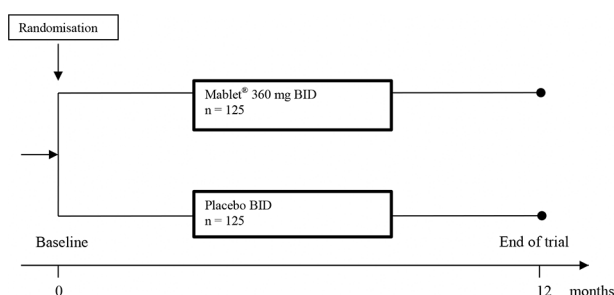 Randomisation
Mablet® 360 mg BID
n = 125
Placebo BID
n = 125
Baseline
End of trial
0
12
months